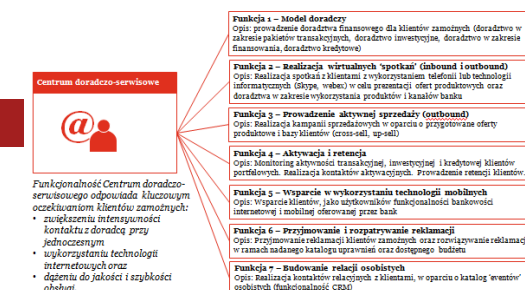 Centrum doradczo-serwisowe
@
Funkcjonalność Centrum doradczo-
serwisowego odpowiada kluczowym
oczekiwaniom klientów zamożnych:
• zwiększeniu intensywności
kontaktu z doradcą przy
jednoczesnym
• wykorzystaniu technologii
internetowych oraz
• dążeniu do jakości i szybkości
obsługi
Funkcja 1 – Model doradczy
Opis: prowadzenie doradztwa finansowego dla klientów zamożnych (doradztwo w
zakresie pakietów transakcyjnych, doradztwo inwestycyjne, doradztwo w zakresie
finansowania, doradztwo kredytowe)
Funkcja 2 – Realizacja wirtualnych 'spotkań' (inbound i outbound)
Opis: Realizacja spotkań z klientami z wykorzystaniem telefonii lub technologii
informatycznych (Skype, webex) w celu prezentacji ofert produktowych oraz
doradztwa w zakresie wykorzystania produktów i kanałów banku
Funkcja 3 – Prowadzenie aktywnej sprzedaży (outbound)
Opis: Realizacja kampanii sprzedażowych w oparciu o przygotowane oferty
produktowe i bazy klientów (cross-sell, up-sell)
Funkcja 4 – Aktywacja i retencja
Opis: Monitoring aktywności transakcyjnej, inwestycyjnej i kredytowej klientów
portfelowych. Realizacja kontaktów aktywacyjnych. Prowadzenie retencji klientów.
Funkcja 5 – Wsparcie w wykorzystaniu technologii mobilnych
Opis: Wsparcie klientów, jako użytkowników funkcjonalności bankowości
internetowej i mobilnej oferowanej przez bank
Funkcja 6 – Przyjmowanie i rozpatrywanie reklamacji
Opis: Przyjmowanie reklamacji klientów zamożnych oraz rozwiązywanie reklamacj
w ramach nadanego katalogu uprawnień oraz dostępnego budżetu
Funkcja 7 – Budowanie relacji osobistych
Opis: Realizacja kontaktów relacyjnych z klientami, w oparciu o katalog 'eventów'
osobistych (funkcjonalność CRM)